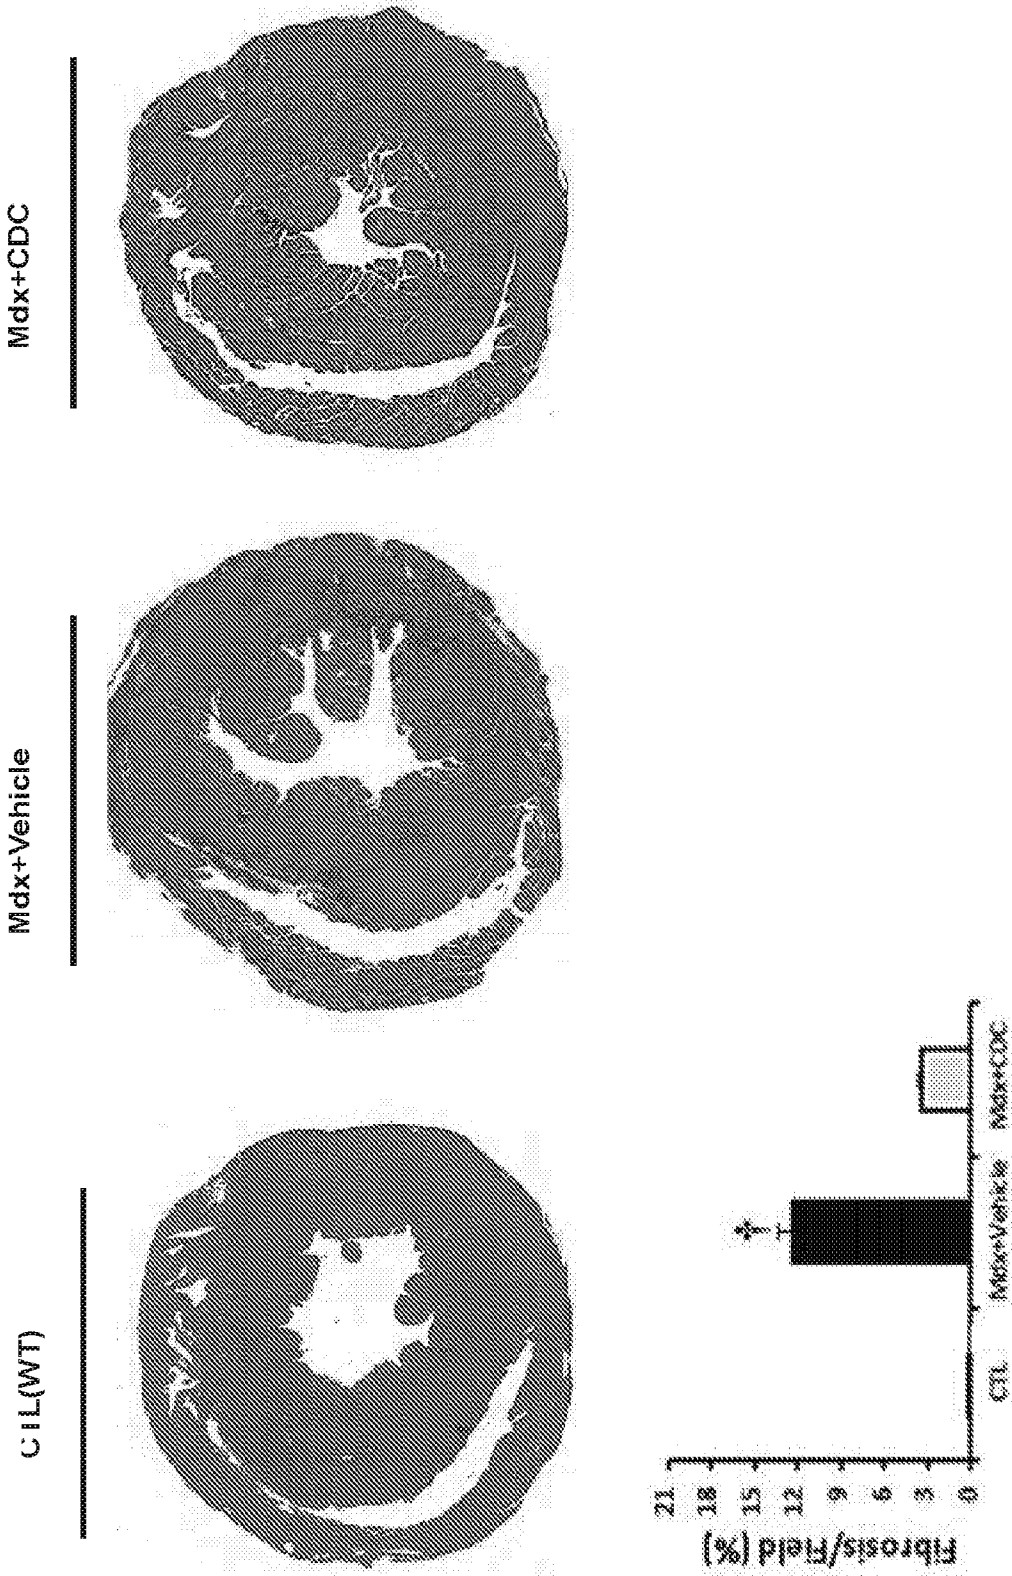 CTL(WT)
Mdx+Vehicle
Mdx+CDC
Fibrosis/Field (%)
21
18
15
12
9
6
3
0
CTL
Mdx+Vehicle
Mdx+CDC